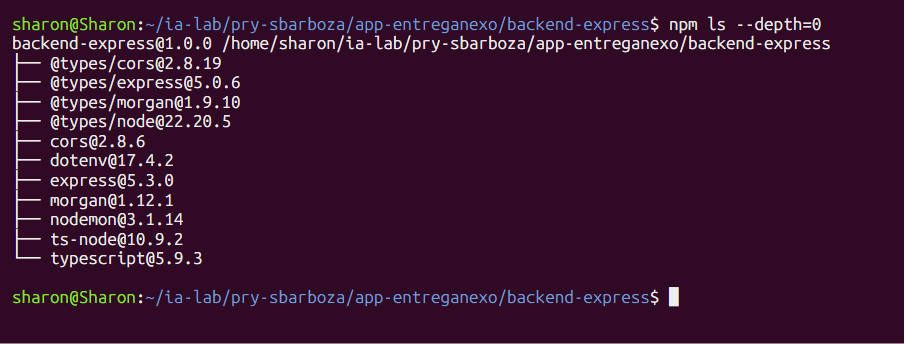 sharon@Sharon:~/ia-lab/pry-sbarboza/app-entreganexo/backend-express$ npm ls --depth=0
backend-express@1.0.0 /home/sharon/ia-lab/pry-sbarboza/app-entreganexo/backend-express
├── @types/cors@2.8.19
├── @types/express@5.0.6
├── @types/morgan@1.9.10
├── @types/node@22.20.5
├── cors@2.8.6
├── dotenv@17.4.2
├── express@5.3.0
├── morgan@1.12.1
├── nodemon@3.1.14
├── ts-node@10.9.2
└── typescript@5.9.3
sharon@Sharon:~/ia-lab/pry-sbarboza/app-entreganexo/backend-express$